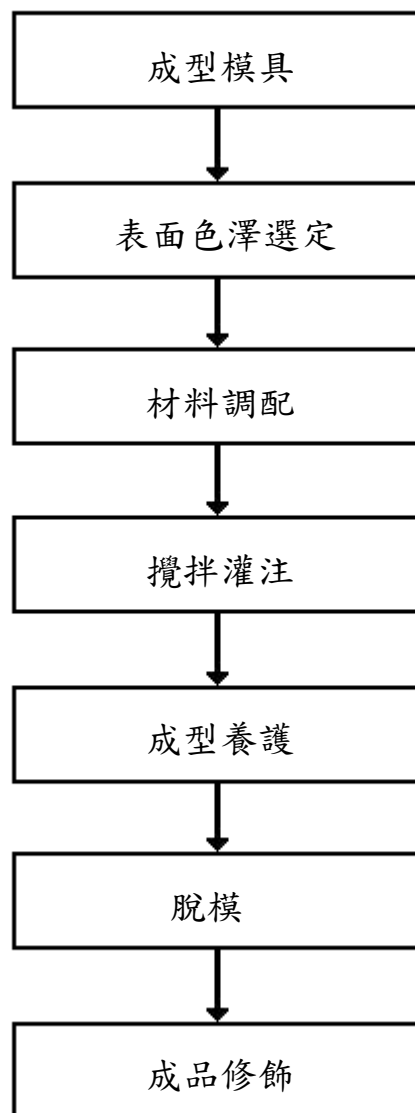 成型模具
表面色澤選定
材料調配
攪拌灌注
成型養護
脫模
成品修飾